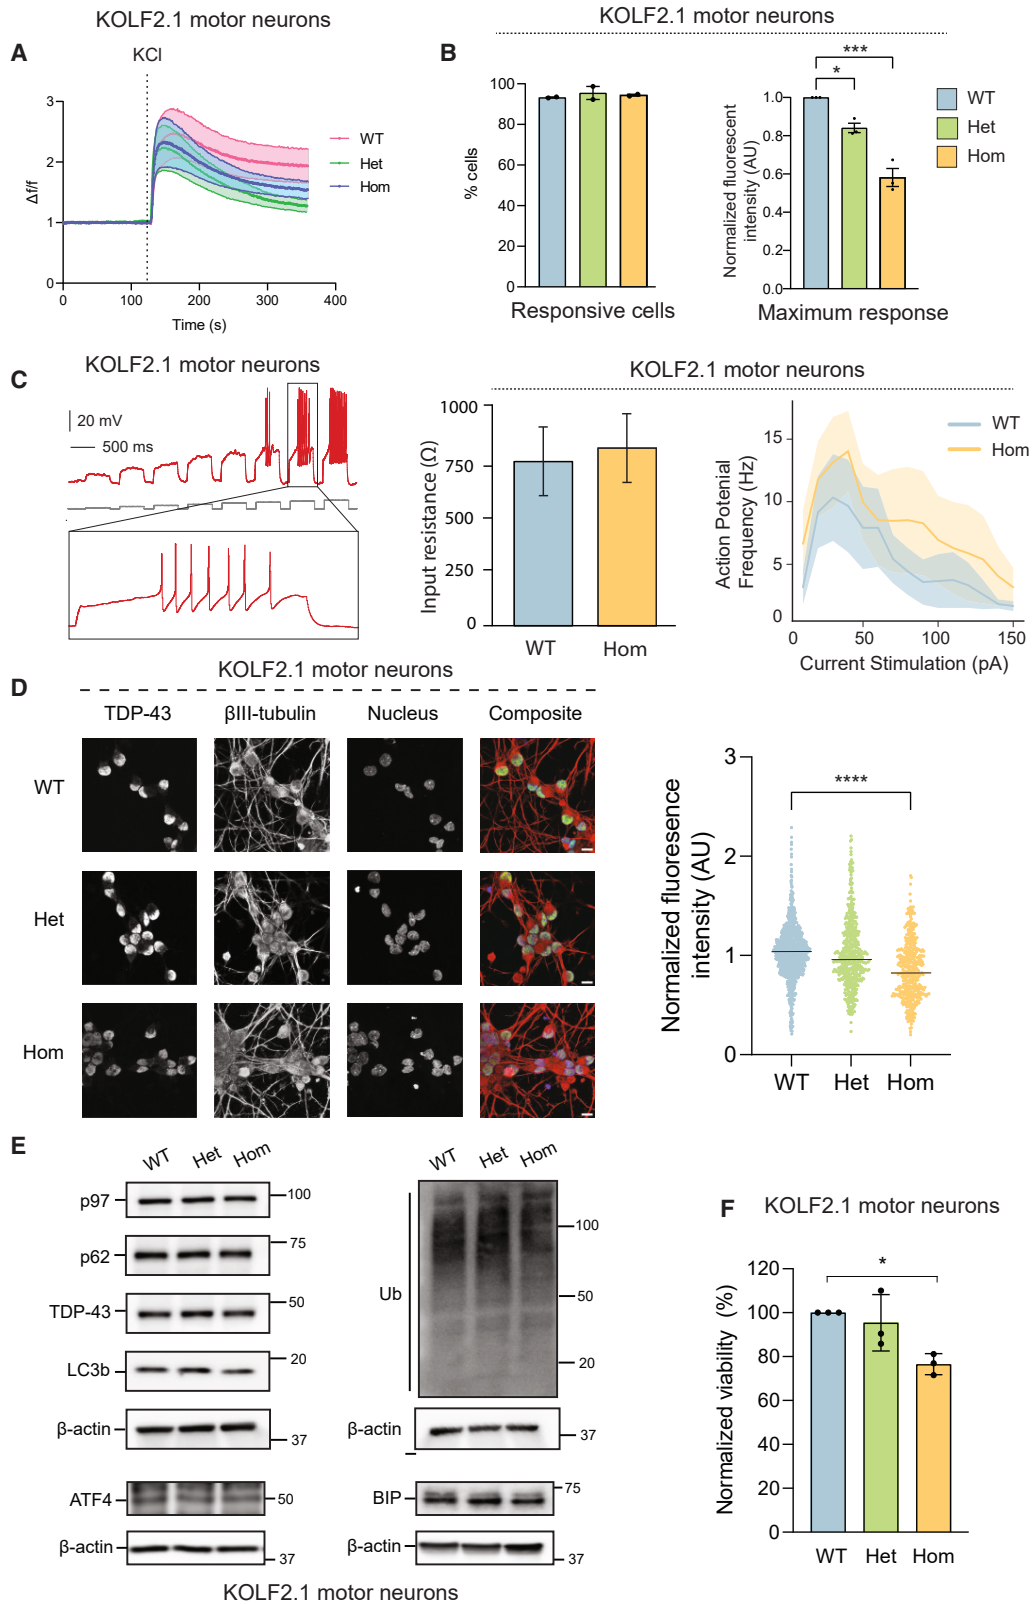 KOLF2.1 motor neurons
A
KCl
3
2
1
0
Δf/f
0
100
200
300
400
Time (s)
WT
Het
Hom
KOLF2.1 motor neurons
B
100
80
60
40
20
0
% cells
Responsive cells
***
*
1.0
0.8
0.6
0.4
0.2
0.0
Normalized fluorescent
intensity (AU)
Maximum response
WT
Het
Hom
C
KOLF2.1 motor neurons
20 mV
500 ms
KOLF2.1 motor neurons
1000
750
500
250
0
Input resistance (Ω)
WT
Hom
15
10
5
0
Action Potenial
Frequency (Hz)
0
50
100
150
Current Stimulation (pA)
WT
Hom
D
KOLF2.1 motor neurons
TDP-43
βIII-tubulin
Nucleus
Composite
WT
Het
Hom
3
2
1
0
Normalized fluoresence
intensity (AU)
****
WT
Het
Hom
E
WT
Het
Hom
p97
100
p62
75
TDP-43
50
LC3b
20
β-actin
37
ATF4
50
β-actin
37
WT
Het
Hom
Ub
100
50
20
β-actin
37
BIP
75
β-actin
37
KOLF2.1 motor neurons
F
KOLF2.1 motor neurons
*
120
100
80
60
40
20
0
Normalized viability (%)
WT
Het
Hom